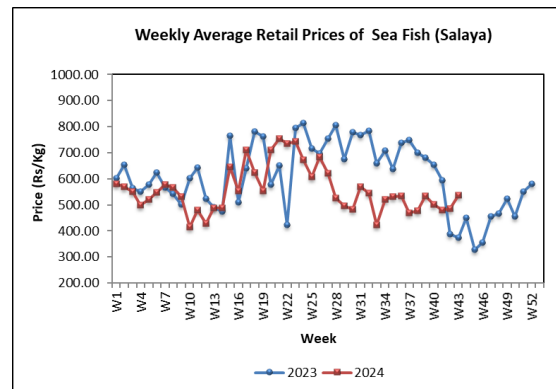 Weekly Average Retail Prices of Sea Fish (Salaya)
1000.00
900.00
800.00
700.00
600.00
500.00
400.00
300.00
200.00
Price (Rs/Kg)
W1 W4 W7 W10 W13 W16 W19 W22 W25 W28 W31 W34 W37 W40 W43 W46 W49 W52
Week
2023 2024